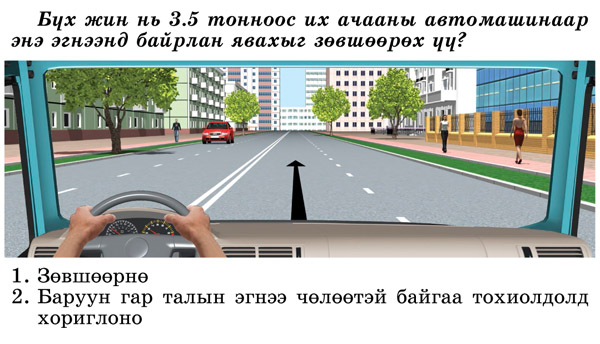 Бүх жин нь 3.5 тонноос их ачааны автомашинаар
энэ эгнээнд байрлан явахыг зөвшөөрөх үү?
1. Зөвшөөрнө
2. Баруун гар талын эгнээ чөлөөтэй байгаа тохиолдолд
хориглоно